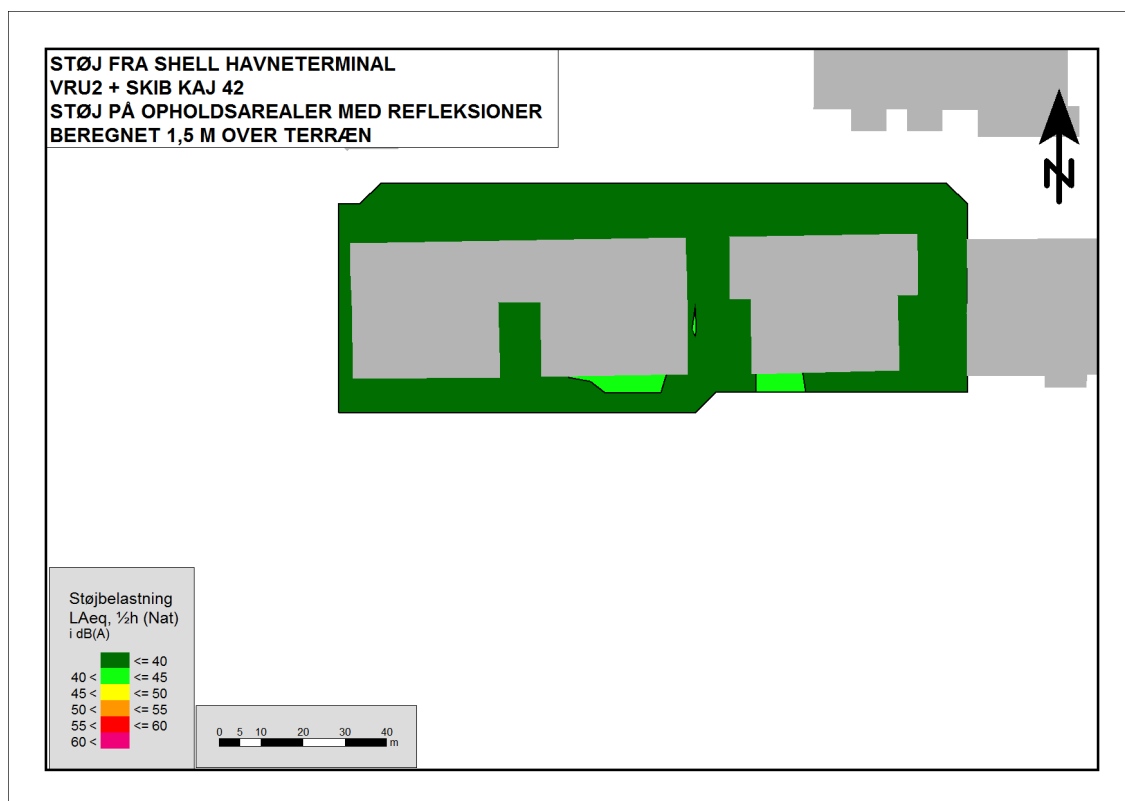 STØJ FRA SHELL HAVNETERMINAL
VRU2 + SKIB KAJ 42
STØJ PÅ OPHOLDSAREALER MED REFLEKSIONER
BEREGNET 1,5 M OVER TERRÆN
N
Støjbelastning
LAeq, ½h (Nat)
i dB(A)
<= 40
40 < <= 45
45 < <= 50
50 < <= 55
55 < <= 60
60 <
0 5 10 20 30 40
m